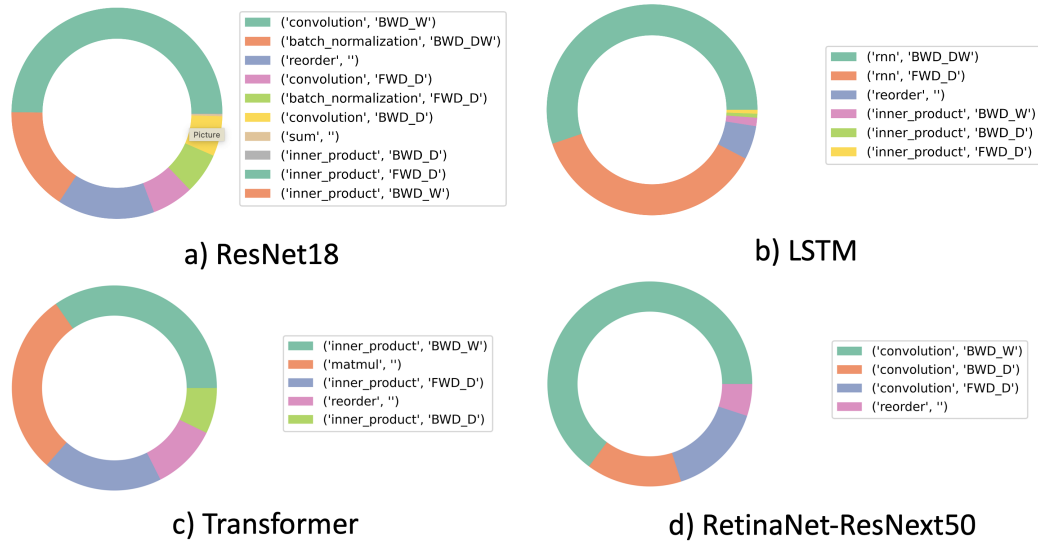 ('convolution', 'BWD_W')
('batch_normalization', 'BWD_DW')
('reorder', '')
('convolution', 'FWD_D')
('batch_normalization', 'FWD_D')
('convolution', 'BWD_D')
('sum', '')
('inner_product', 'BWD_D')
('inner_product', 'FWD_D')
('inner_product', 'BWD_W')
Picture
a) ResNet18
('rnn', 'BWD_DW')
('rnn', 'FWD_D')
('reorder', '')
('inner_product', 'BWD_W')
('inner_product', 'BWD_D')
('inner_product', 'FWD_D')
b) LSTM
('inner_product', 'BWD_W')
('matmul', '')
('inner_product', 'FWD_D')
('reorder', '')
('inner_product', 'BWD_D')
c) Transformer
('convolution', 'BWD_W')
('convolution', 'BWD_D')
('convolution', 'FWD_D')
('reorder', '')
d) RetinaNet-ResNext50